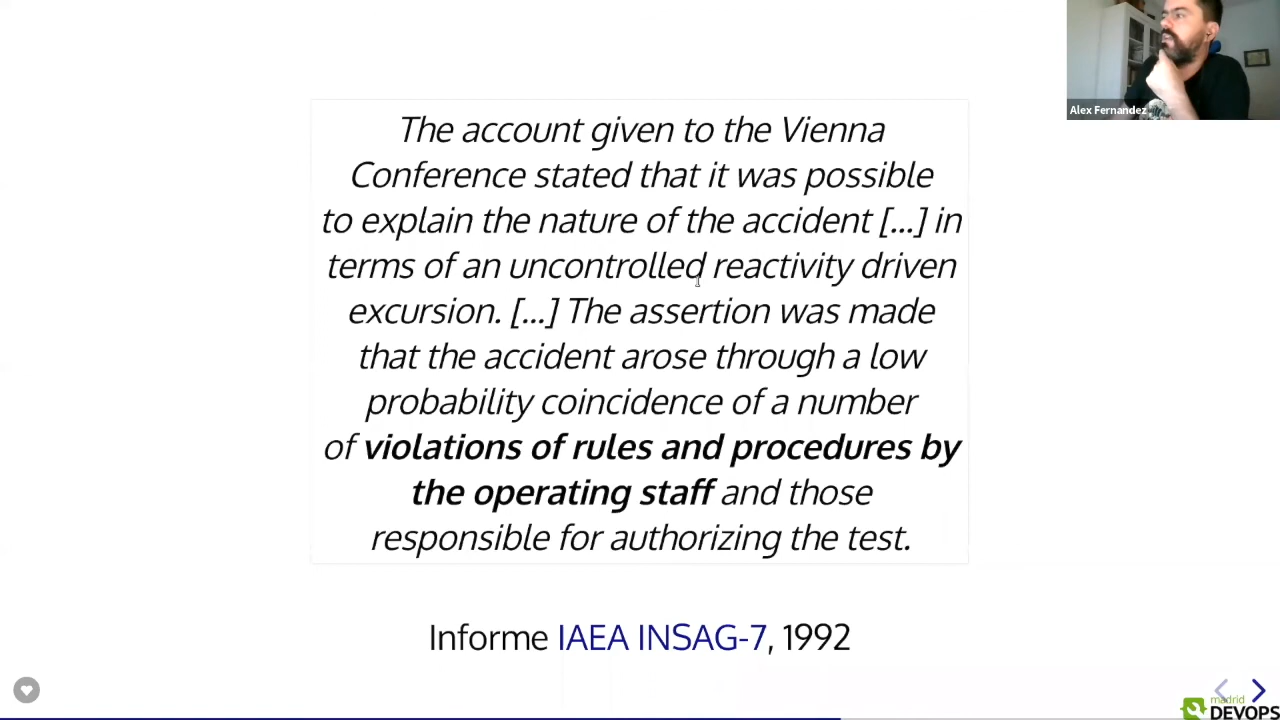 Alex Fernandez
The account given to the Vienna
Conference stated that it was possible
to explain the nature of the accident [...] in
terms of an uncontrolled reactivity driven
excursion. [...] The assertion was made
that the accident arose through a low
probability coincidence of a number
of violations of rules and procedures by
the operating staff and those
responsible for authorizing the test.
Informe IAEA INSAG-7, 1992
madrid
DEVOPS